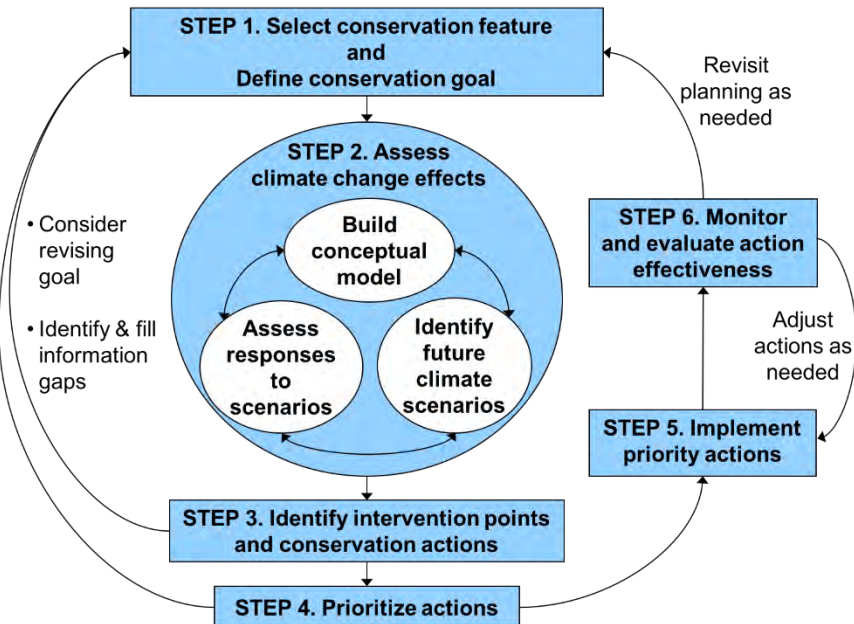 STEP 1. Select conservation feature
and
Define conservation goal
Revisit
planning as
needed
STEP 2. Assess
climate change effects
Build
conceptual
model
Assess
responses
to
scenarios
Identify
future
climate
scenarios
• Consider
revising
goal
• Identify & fill
information
gaps
STEP 6. Monitor
and evaluate action
effectiveness
Adjust
actions as
needed
STEP 5. Implement
priority actions
STEP 3. Identify intervention points
and conservation actions
STEP 4. Prioritize actions